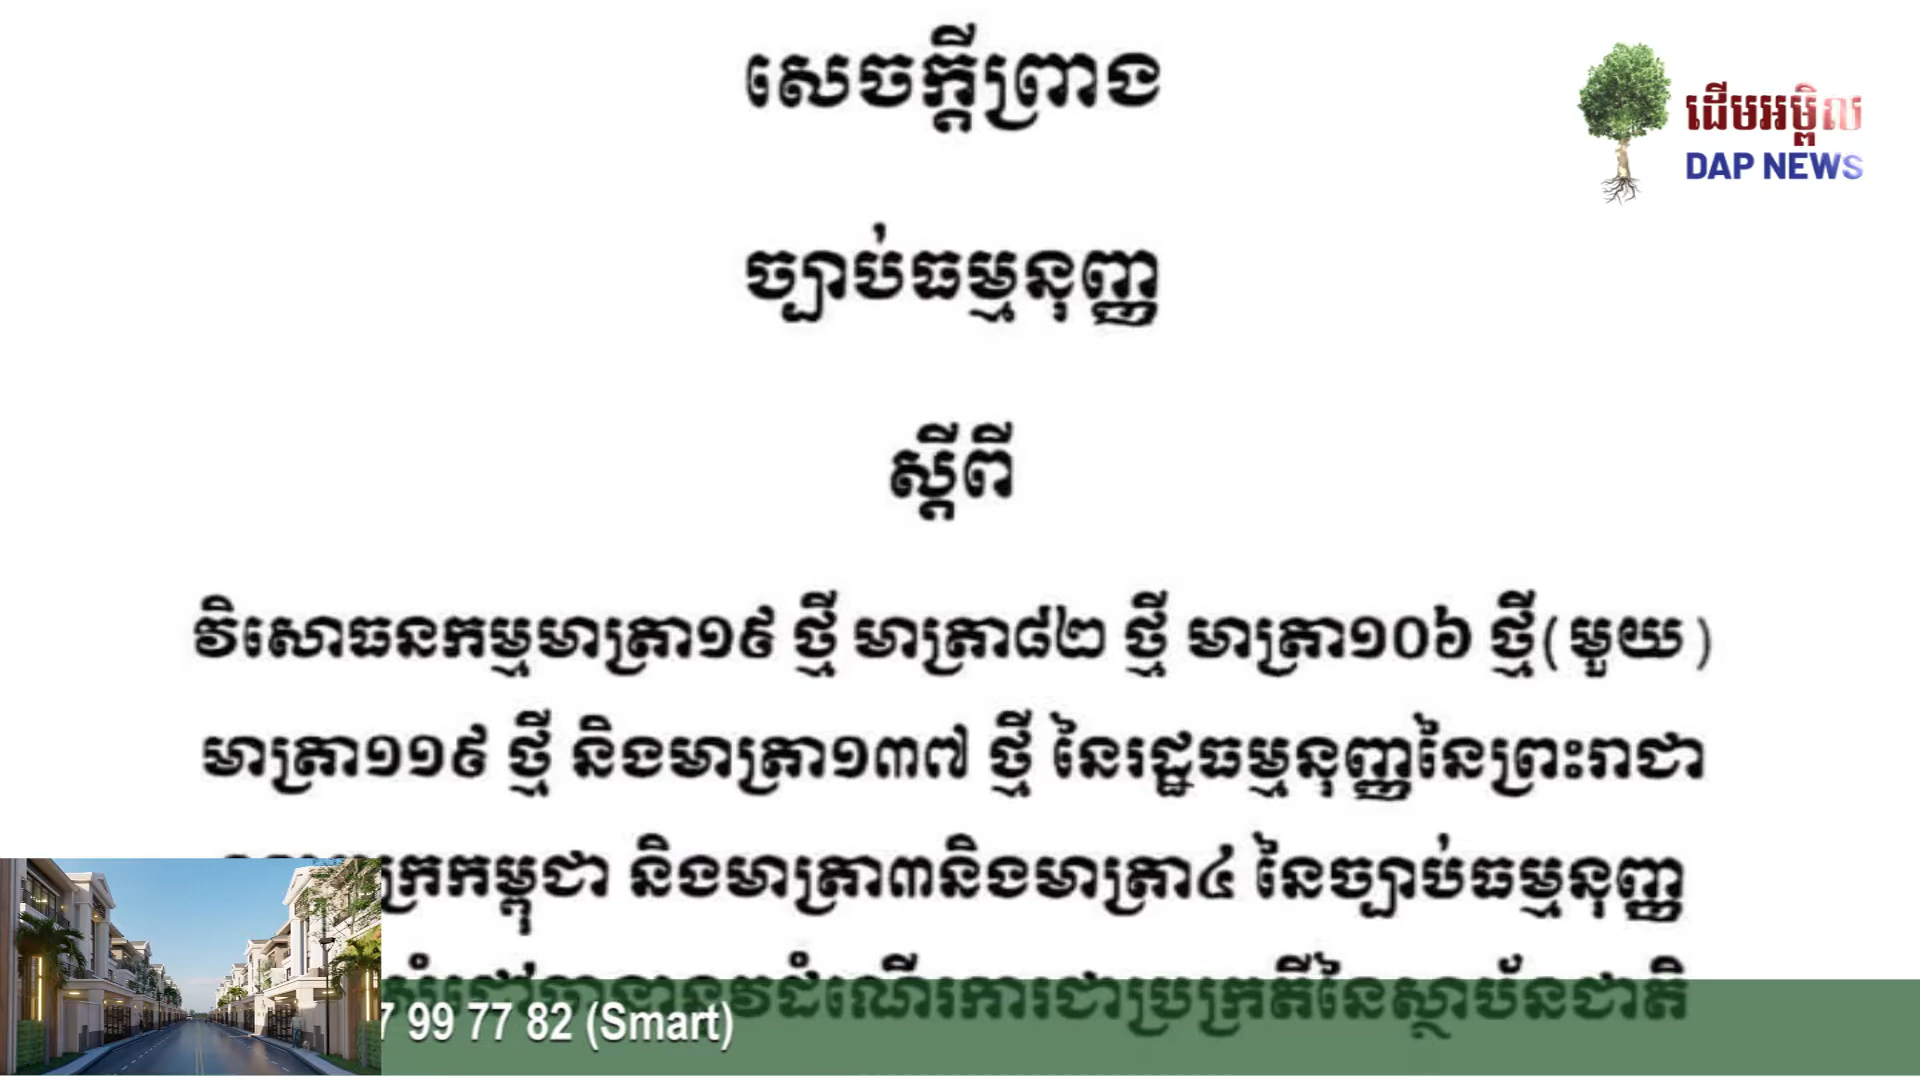 សេចក្តីព្រាង
ដើមអម្ពិល
DAP NEWS
ច្បាប់ធម្មនុញ្ញ
ស្តីពី
វិសោធនកម្មមាត្រា១៩ ថ្មី មាត្រា៨២ ថ្មី មាត្រា១០៦ ថ្មី(មួយ)
មាត្រា១១៩ ថ្មី និងមាត្រា១៣៧ ថ្មី នៃរដ្ឋធម្មនុញ្ញនៃព្រះរាជា
ក្រកម្ពុជា និងមាត្រា៣និងមាត្រា៤ នៃច្បាប់ធម្មនុញ្ញ
ដំណើរការជាប្រក្រតីនៃស្ថាប័នជាតិ
7 99 77 82 (Smart)